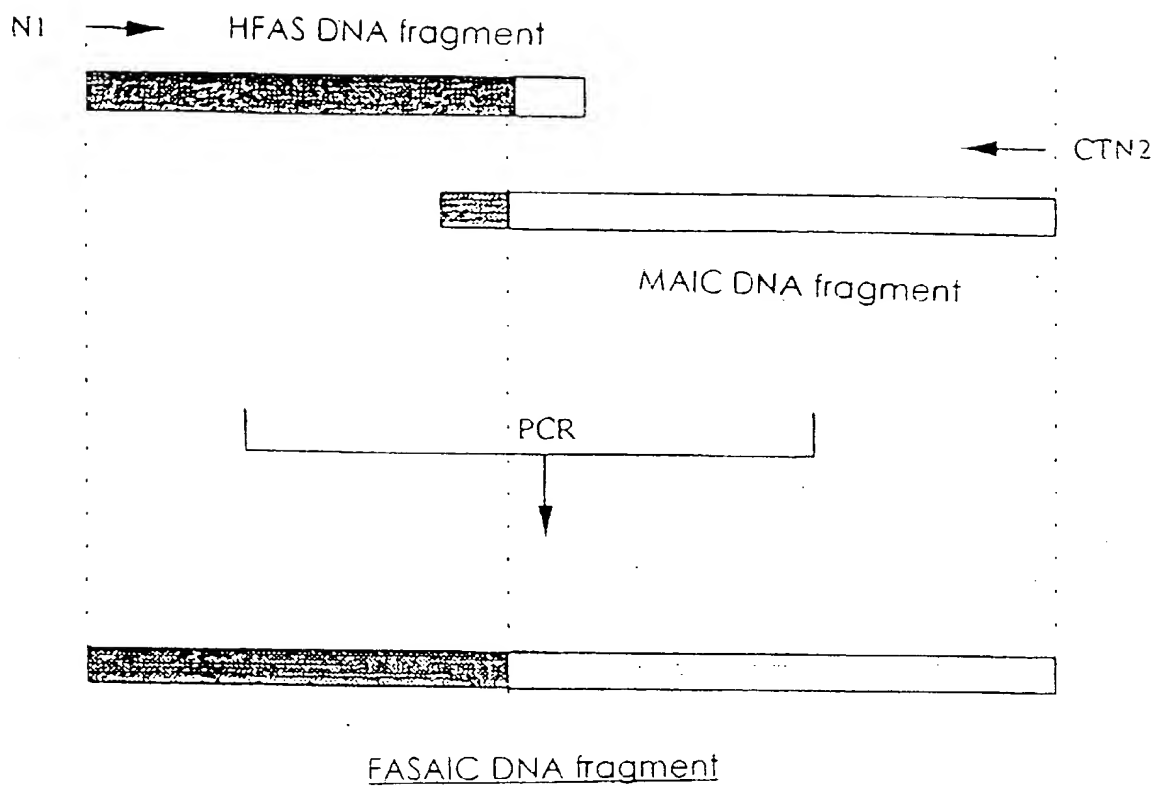 N1
HFAS DNA fragment
CTN2
MAIC DNA fragment
PCR
FASAIC DNA fragment